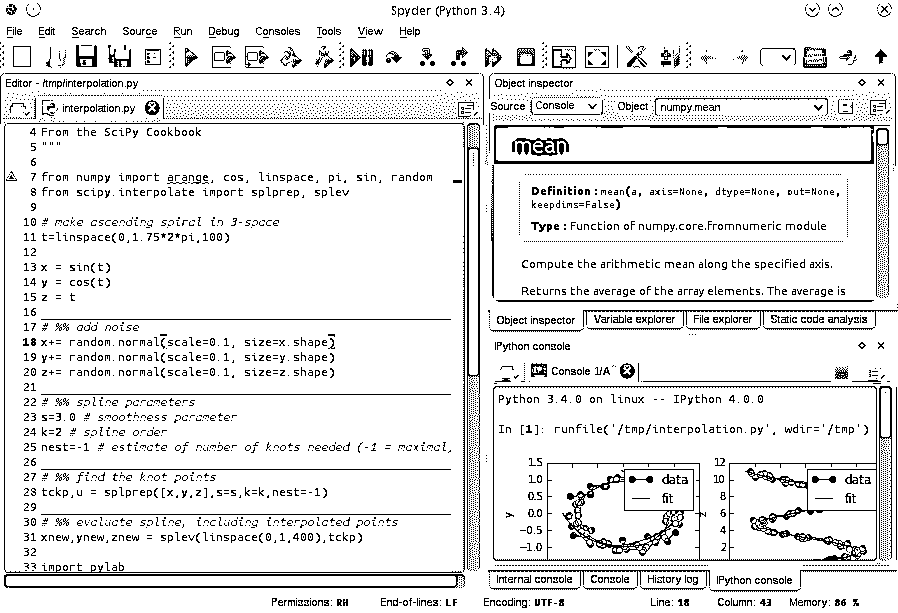 Spyder (Python 3.4)
File Edit Search Source Run Debug Consoles Tools View Help
Editor - /tmp/interpolation.py
interpolation.py
4 From the SciPy Cookbook
5 """
6
7 from numpy import arange, cos, linspace, pi, sin, random
8 from scipy.interpolate import splprep, splev
9
10 # make ascending spiral in 3-space
11 t=linspace(0,1.75*2*pi,100)
12
13 x = sin(t)
14 y = cos(t)
15 z = t
16
17 # %% add noise
18 x+= random.normal(scale=0.1, size=x.shape)
19 y+= random.normal(scale=0.1, size=y.shape)
20 z+= random.normal(scale=0.1, size=z.shape)
21
22 # %% spline parameters
23 s=3.0 # smoothness parameter
24 k=2 # spline order
25 nest=-1 # estimate of number of knots needed (-1 = maximal,
26
27 # %% find the knot points
28 tckp,u = splprep([x,y,z],s=s,k=k,nest=-1)
29
30 # %% evaluate spline, including interpolated points
31 xnew,ynew,znew = splev(linspace(0,1,400),tckp)
32
33 import pylab
Object inspector
Source Console Object numpy.mean
mean
Definition : mean(a, axis=None, dtype=None, out=None,
keepdims=False)
Type : Function of numpy.core.fromnumeric module
Compute the arithmetic mean along the specified axis.
Returns the average of the array elements. The average is
Object inspector Variable explorer File explorer Static code analysis
IPython console
Console 1/A
Python 3.4.0 on linux -- IPython 4.0.0
In [1]: runfile('/tmp/interpolation.py', wdir='/tmp')
1.5
1.0
0.5
0.0
−0.5
−1.0
y
data
fit
12
10
8
6
4
2
z
data
fit
Internal console Console History log IPython console
Permissions: RW End-of-lines: LF Encoding: UTF-8 Line: 18 Column: 43 Memory: 86 %